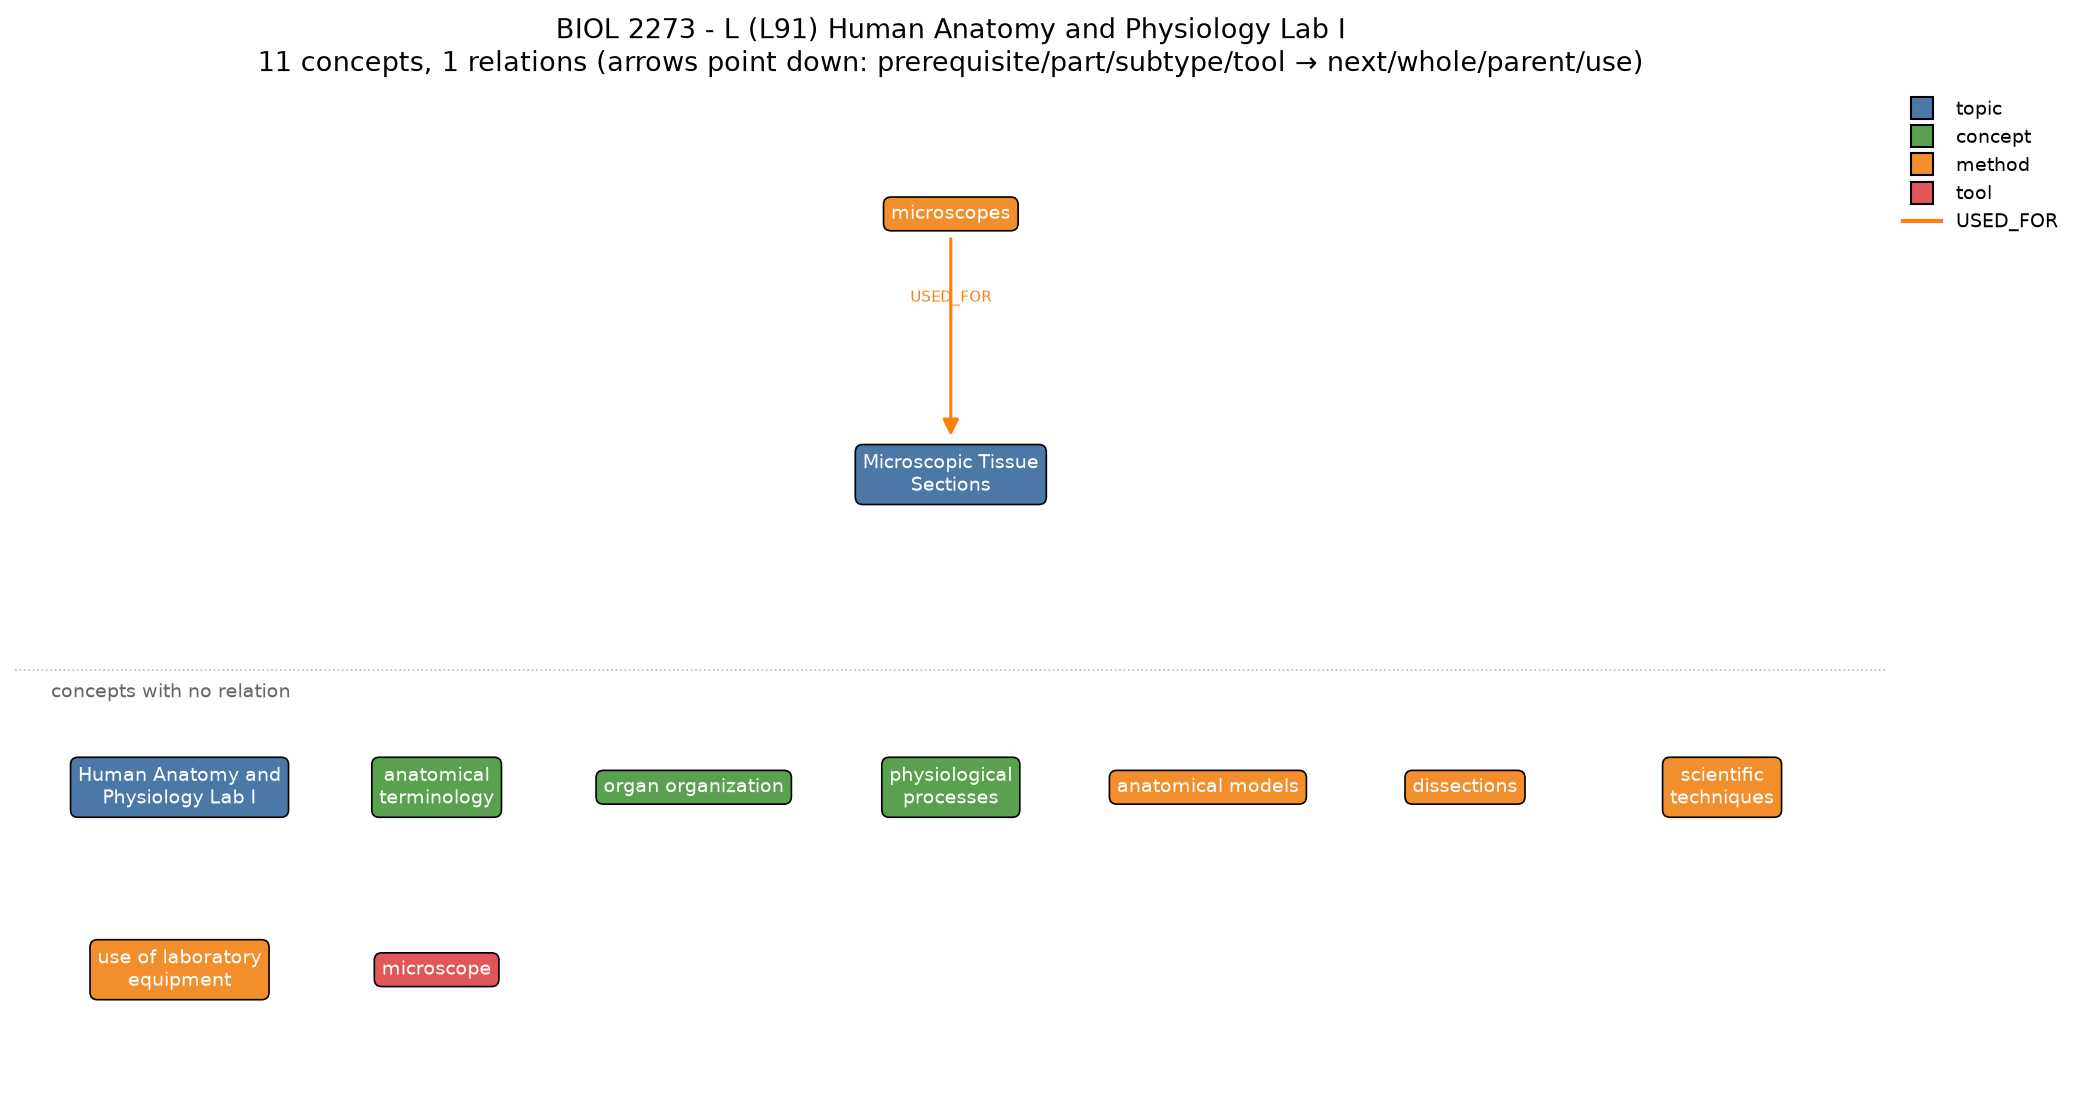 BIOL 2273 - L (L91) Human Anatomy and Physiology Lab I
11 concepts, 1 relations (arrows point down: prerequisite/part/subtype/tool → next/whole/parent/use)
topic
concept
method
tool
USED_FOR
microscopes
USED_FOR
Microscopic Tissue
Sections
concepts with no relation
Human Anatomy and
Physiology Lab I
anatomical
terminology
organ organization
physiological
processes
anatomical models
dissections
scientific
techniques
use of laboratory
equipment
microscope